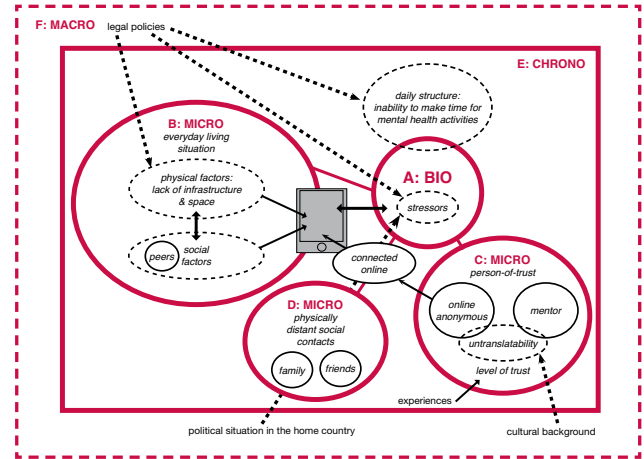 F: MACRO
legal policies
E: CHRONO
daily structure:
inability to make time for
mental health activities
B: MICRO
everyday living
situation
A: BIO
physical factors:
lack of infrastructure
& space
stressors
peers
social
factors
connected
online
C: MICRO
person-of-trust
D: MICRO
physically
distant social
contacts
online
anonymous
mentor
untranslatability
family
friends
level of trust
experiences
political situation in the home country
cultural background